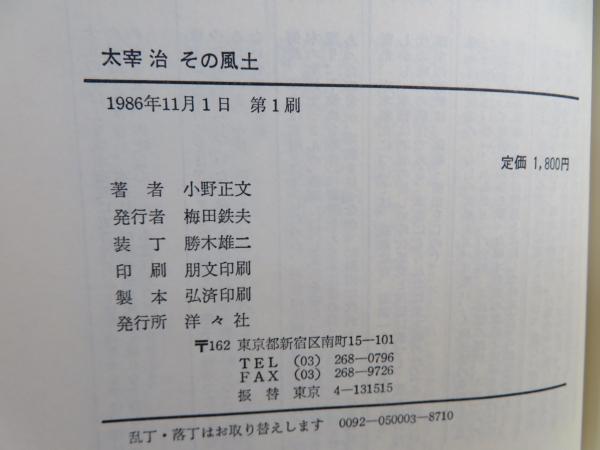 太宰 治 その風土
1986年11月1日 第1刷
定価 1,800円
著者 小野正文
発行者 梅田鉄夫
装丁 勝木雄二
印刷 朋文印刷
製本 弘済印刷
発行所 洋々社
〒162 東京都新宿区南町15―101
TEL (03) 268―0796
FAX (03) 268―9726
振替 東京 4―131515
乱丁・落丁はお取り替えします 0092―050003―8710